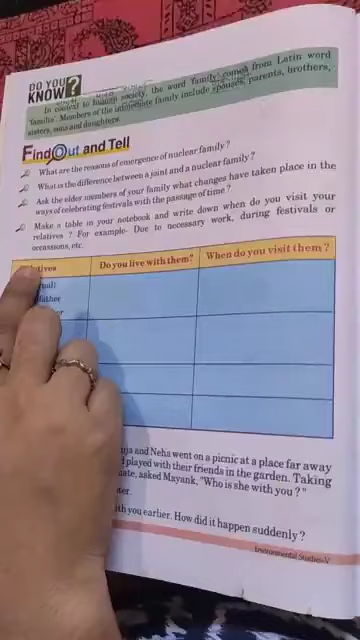 DO YOU
KNOW ?
In context to human society, the word 'family' comes from Latin word
'familia'. Members of the immediate family include spouses, parents, brothers,
sisters, sons and daughters.
Find Out and Tell
What are the reasons of emergence of nuclear family?
What is the difference between a joint and a nuclear family?
Ask the elder members of your family what changes have taken place in the
ways of celebrating festivals with the passage of time?
Make a table in your notebook and write down when do you visit your
relatives ? For example- Due to necessary work, during festivals or
occassions, etc.
Do you live with them? When do you visit them ?
and Neha went on a picnic at a place far away
played with their friends in the garden. Taking
asked Mayank, "Who is she with you ?"
with you earlier. How did it happen suddenly ?
Environmental Studies-V